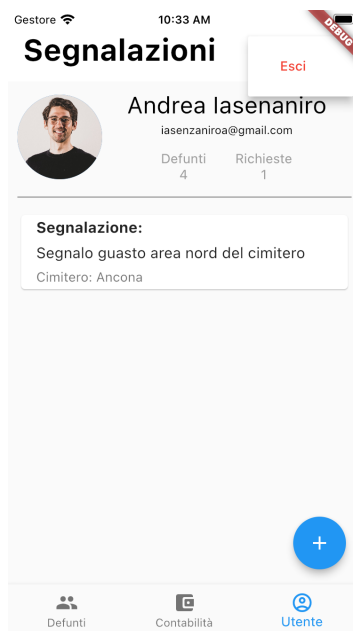 Gestore 10:33 AM
DEBUG
Segnalazioni
Esci
Andrea Iasenaniro
iasenzaniroa@gmail.com
Defunti Richieste
4 1
Segnalazione:
Segnalo guasto area nord del cimitero
Cimitero: Ancona
Defunti Contabilità Utente